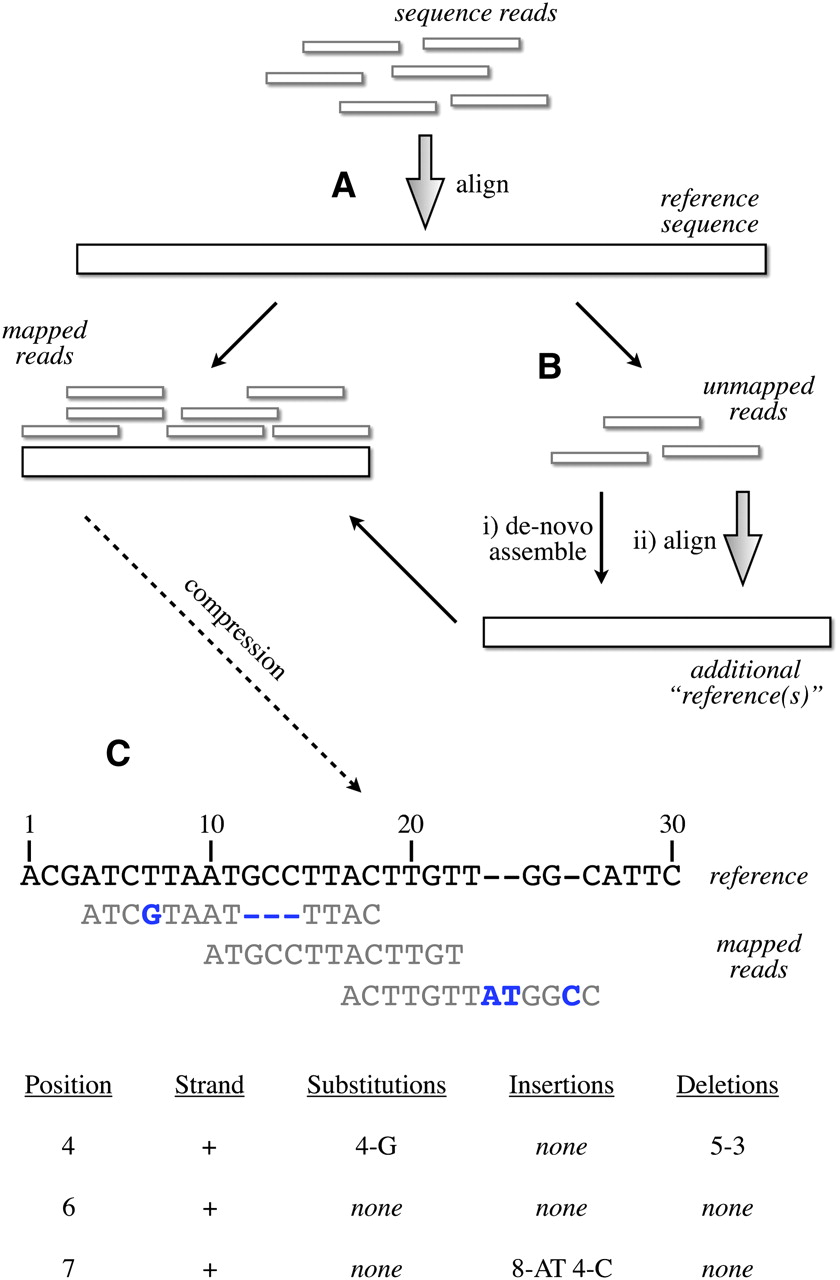 sequence reads
A
align
reference
sequence
mapped
reads
B
unmapped
reads
i) de-novo
assemble
ii) align
additional
“reference(s)”
compression
C
1 10 20 30
ACGATCTTAATGCCTTACTTGTT--GG-CATTC reference
ATCGTAAT---TTAC
ATGCCTTACTTGT
mapped
reads
ACTTGTTATGGCC
Position Strand Substitutions Insertions Deletions
4 + 4-G none 5-3
6 + none none none
7 + none 8-AT 4-C none